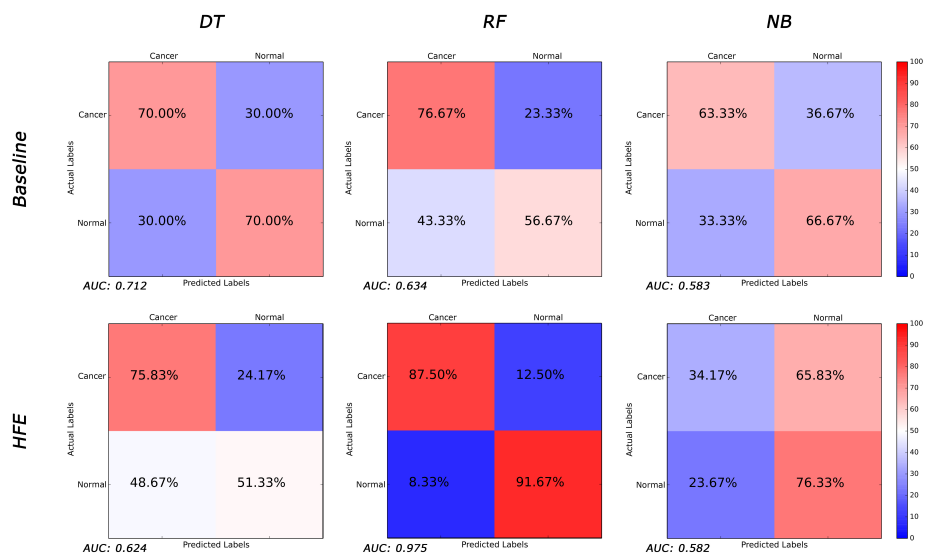 DT RF NB
Baseline
Cancer Normal
Actual Labels
Cancer 70.00% 30.00%
Normal 30.00% 70.00%
Predicted Labels
AUC: 0.712
Cancer Normal
Actual Labels
Cancer 76.67% 23.33%
Normal 43.33% 56.67%
Predicted Labels
AUC: 0.634
Cancer Normal
Actual Labels
Cancer 63.33% 36.67%
Normal 33.33% 66.67%
Predicted Labels
AUC: 0.583
100
90
80
70
60
50
40
30
20
10
0
HFE
Cancer Normal
Actual Labels
Cancer 75.83% 24.17%
Normal 48.67% 51.33%
Predicted Labels
AUC: 0.624
Cancer Normal
Actual Labels
Cancer 87.50% 12.50%
Normal 8.33% 91.67%
Predicted Labels
AUC: 0.975
Cancer Normal
Actual Labels
Cancer 34.17% 65.83%
Normal 23.67% 76.33%
Predicted Labels
AUC: 0.582
100
90
80
70
60
50
40
30
20
10
0